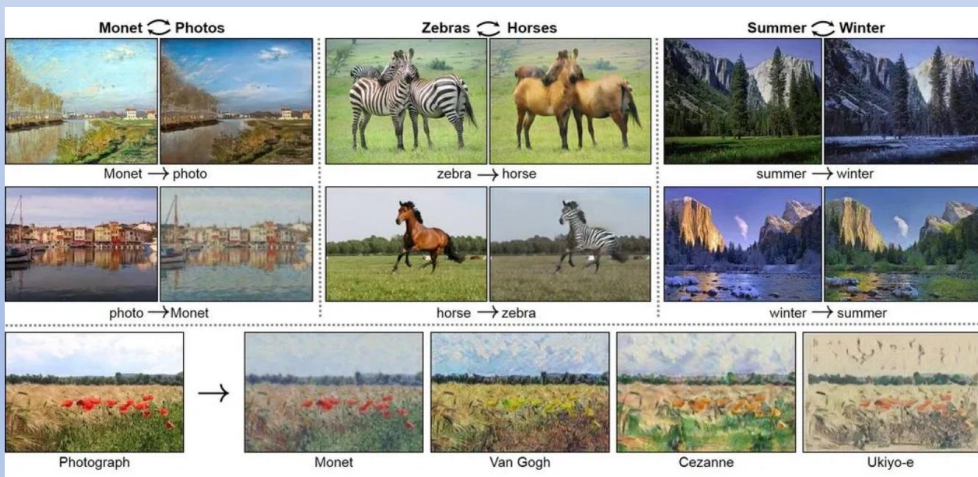 Monet ⇄ Photos
Zebras ⇄ Horses
Summer ⇄ Winter
Monet → photo
zebra → horse
summer → winter
photo → Monet
horse → zebra
winter → summer
Photograph
Monet
Van Gogh
Cezanne
Ukiyo-e